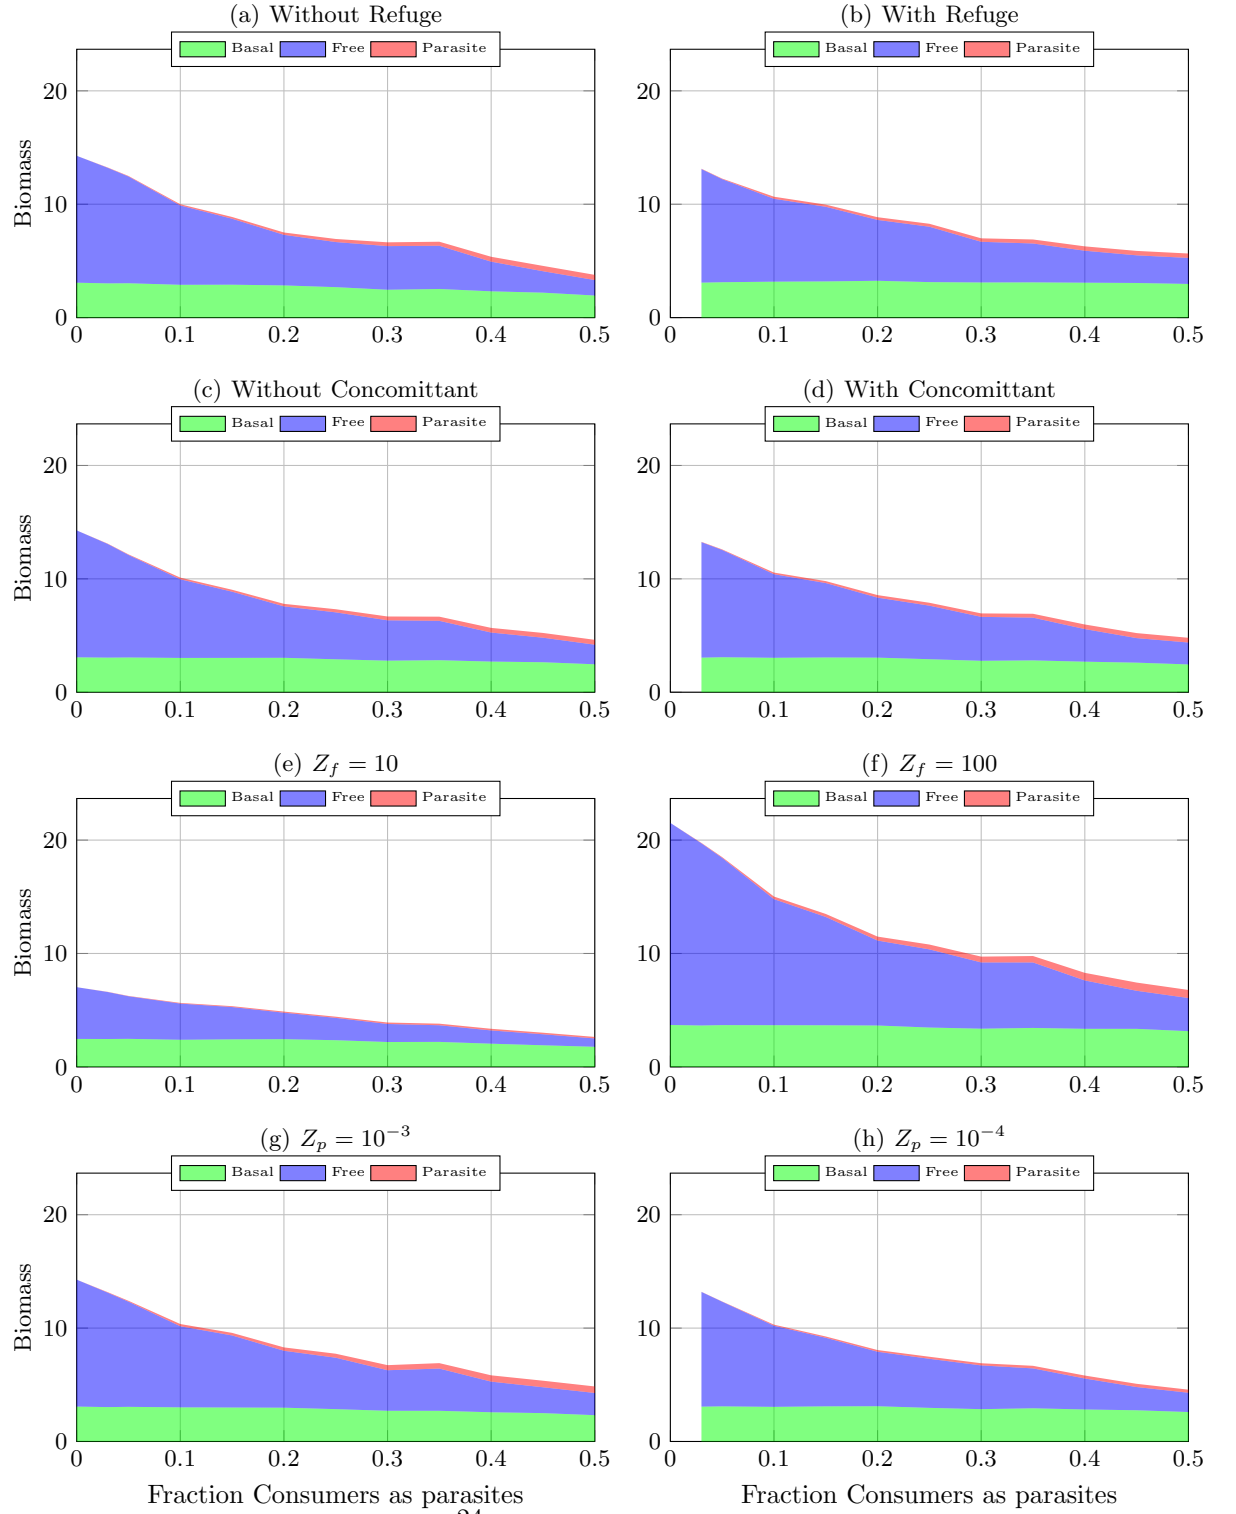 (a) Without Refuge
(b) With Refuge
Basal Free Parasite
Basal Free Parasite
Biomass
20
10
0
0 0.1 0.2 0.3 0.4 0.5
20
10
0
0 0.1 0.2 0.3 0.4 0.5
(c) Without Concomittant
(d) With Concomittant
Basal Free Parasite
Basal Free Parasite
Biomass
20
10
0
0 0.1 0.2 0.3 0.4 0.5
20
10
0
0 0.1 0.2 0.3 0.4 0.5
(e) Z_f = 10
(f) Z_f = 100
Basal Free Parasite
Basal Free Parasite
Biomass
20
10
0
0 0.1 0.2 0.3 0.4 0.5
20
10
0
0 0.1 0.2 0.3 0.4 0.5
(g) Z_p = 10^{-3}
(h) Z_p = 10^{-4}
Basal Free Parasite
Basal Free Parasite
Biomass
20
10
0
0 0.1 0.2 0.3 0.4 0.5
20
10
0
0 0.1 0.2 0.3 0.4 0.5
Fraction Consumers as parasites
Fraction Consumers as parasites